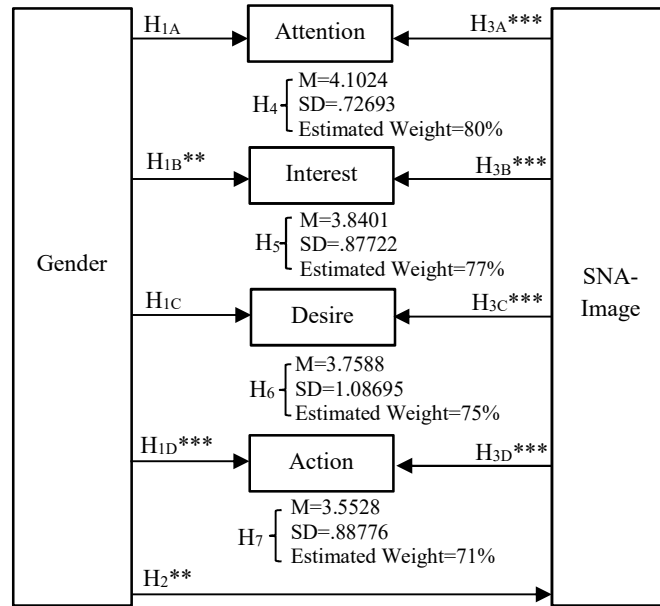 H1A
Attention
H3A***
H4
M=4.1024
SD=.72693
Estimated Weight=80%
H1B**
Interest
H3B***
H5
M=3.8401
SD=.87722
Estimated Weight=77%
Gender
SNA-
Image
H1C
Desire
H3C***
H6
M=3.7588
SD=1.08695
Estimated Weight=75%
H1D***
Action
H3D***
H7
M=3.5528
SD=.88776
Estimated Weight=71%
H2**